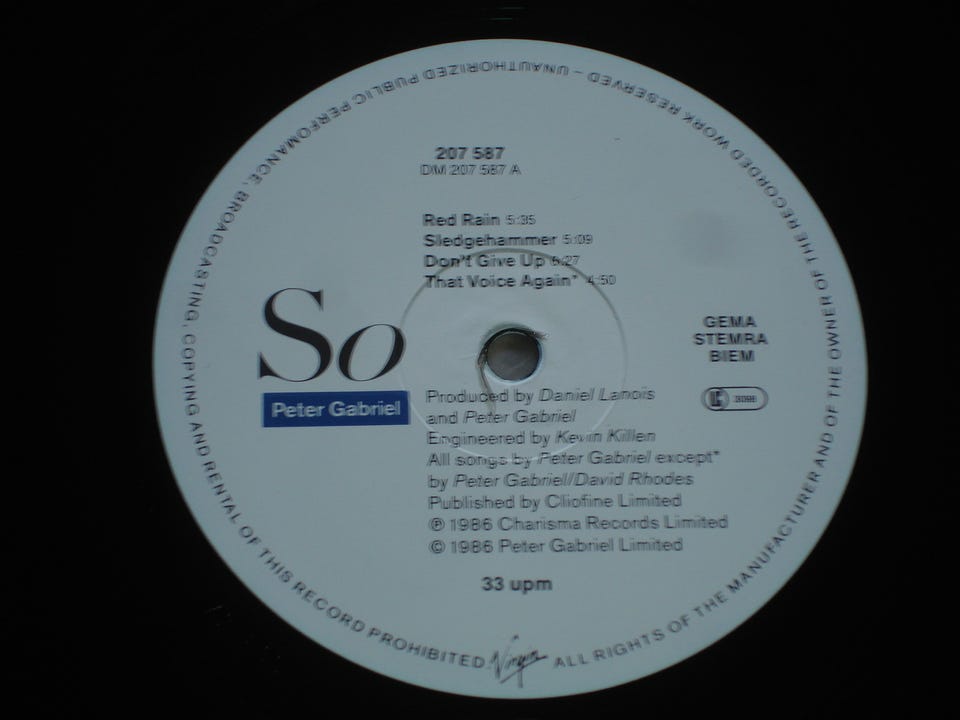 207 587
DM 207 587 A
Red Rain 5:35
Sledgehammer 5:09
Don't Give Up 6:27
That Voice Again* 4:50
So
Peter Gabriel
GEMA
STEMRA
BIEM
LC 3098
Produced by Daniel Lanois
and Peter Gabriel
Engineered by Kevin Killen
All songs by Peter Gabriel except*
by Peter Gabriel/David Rhodes
Published by Cliofine Limited
℗ 1986 Charisma Records Limited
© 1986 Peter Gabriel Limited
33 upm
Virgin
ALL RIGHTS OF THE MANUFACTURER AND OF THE OWNER OF THE RECORDED WORK RESERVED – UNAUTHORIZED PUBLIC PERFOMANCE, BROADCASTING, COPYING AND RENTAL OF THIS RECORD PROHIBITED.